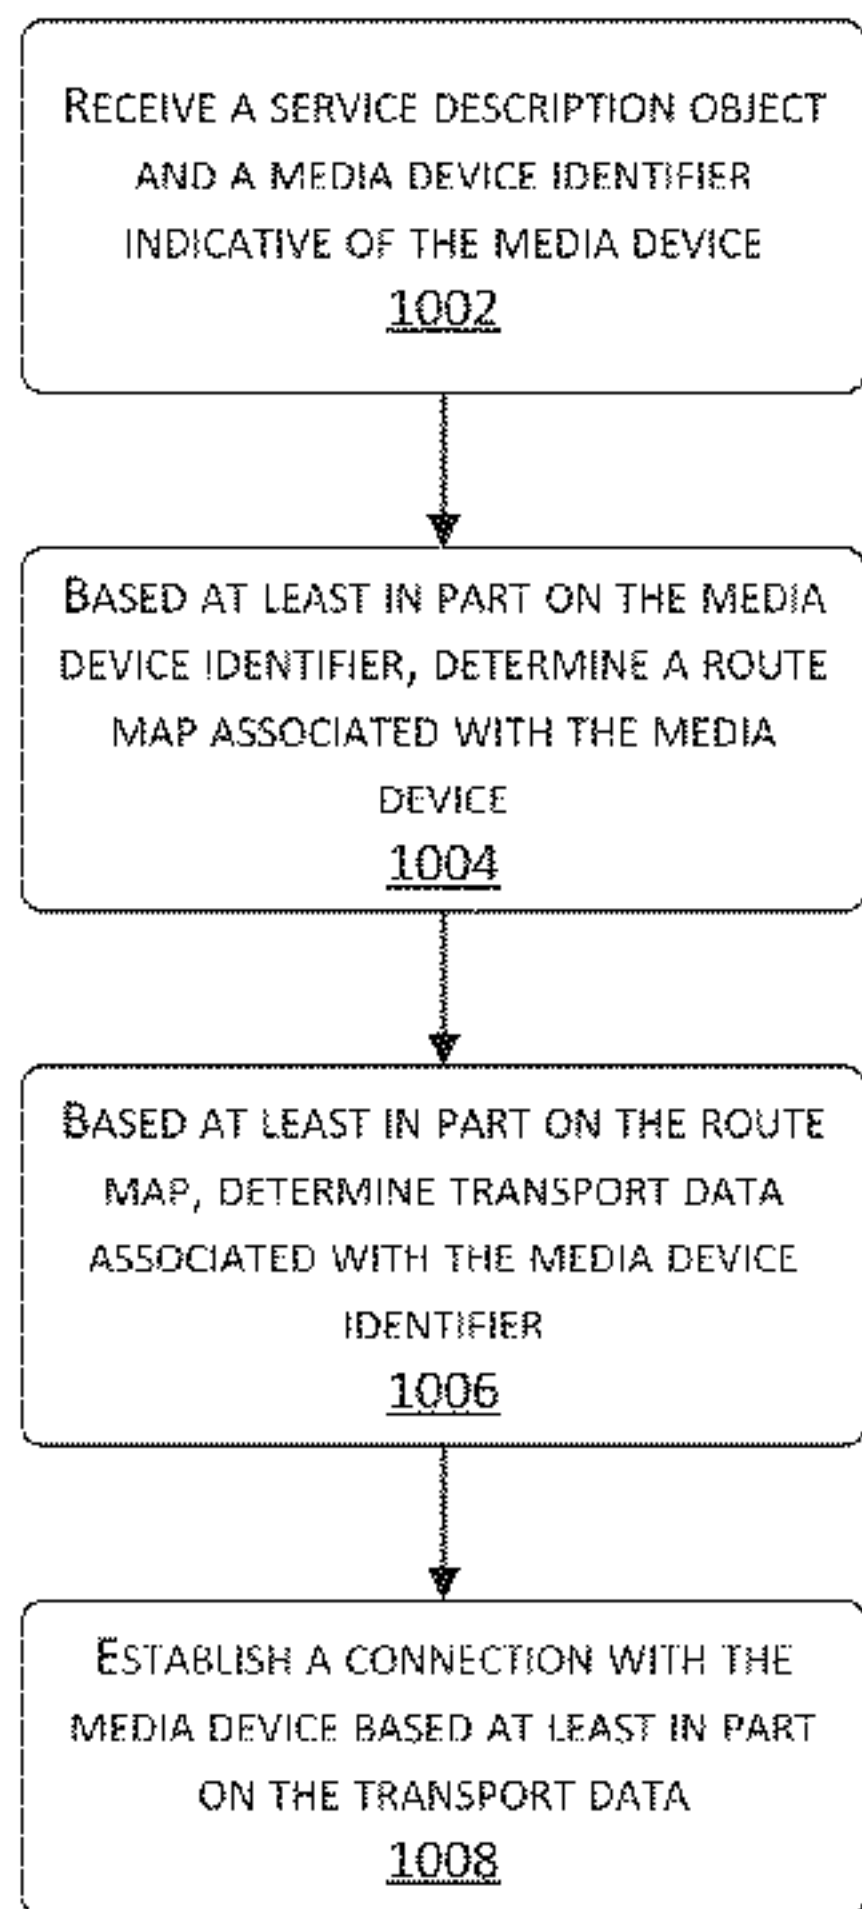 RECEIVE A SERVICE DESCRIPTION OBJECT
AND A MEDIA DEVICE IDENTIFIER
INDICATIVE OF THE MEDIA DEVICE
1002
BASED AT LEAST IN PART ON THE MEDIA
DEVICE IDENTIFIER, DETERMINE A ROUTE
MAP ASSOCIATED WITH THE MEDIA
DEVICE
1004
BASED AT LEAST IN PART ON THE ROUTE
MAP, DETERMINE TRANSPORT DATA
ASSOCIATED WITH THE MEDIA DEVICE
IDENTIFIER
1006
ESTABLISH A CONNECTION WITH THE
MEDIA DEVICE BASED AT LEAST IN PART
ON THE TRANSPORT DATA
1008